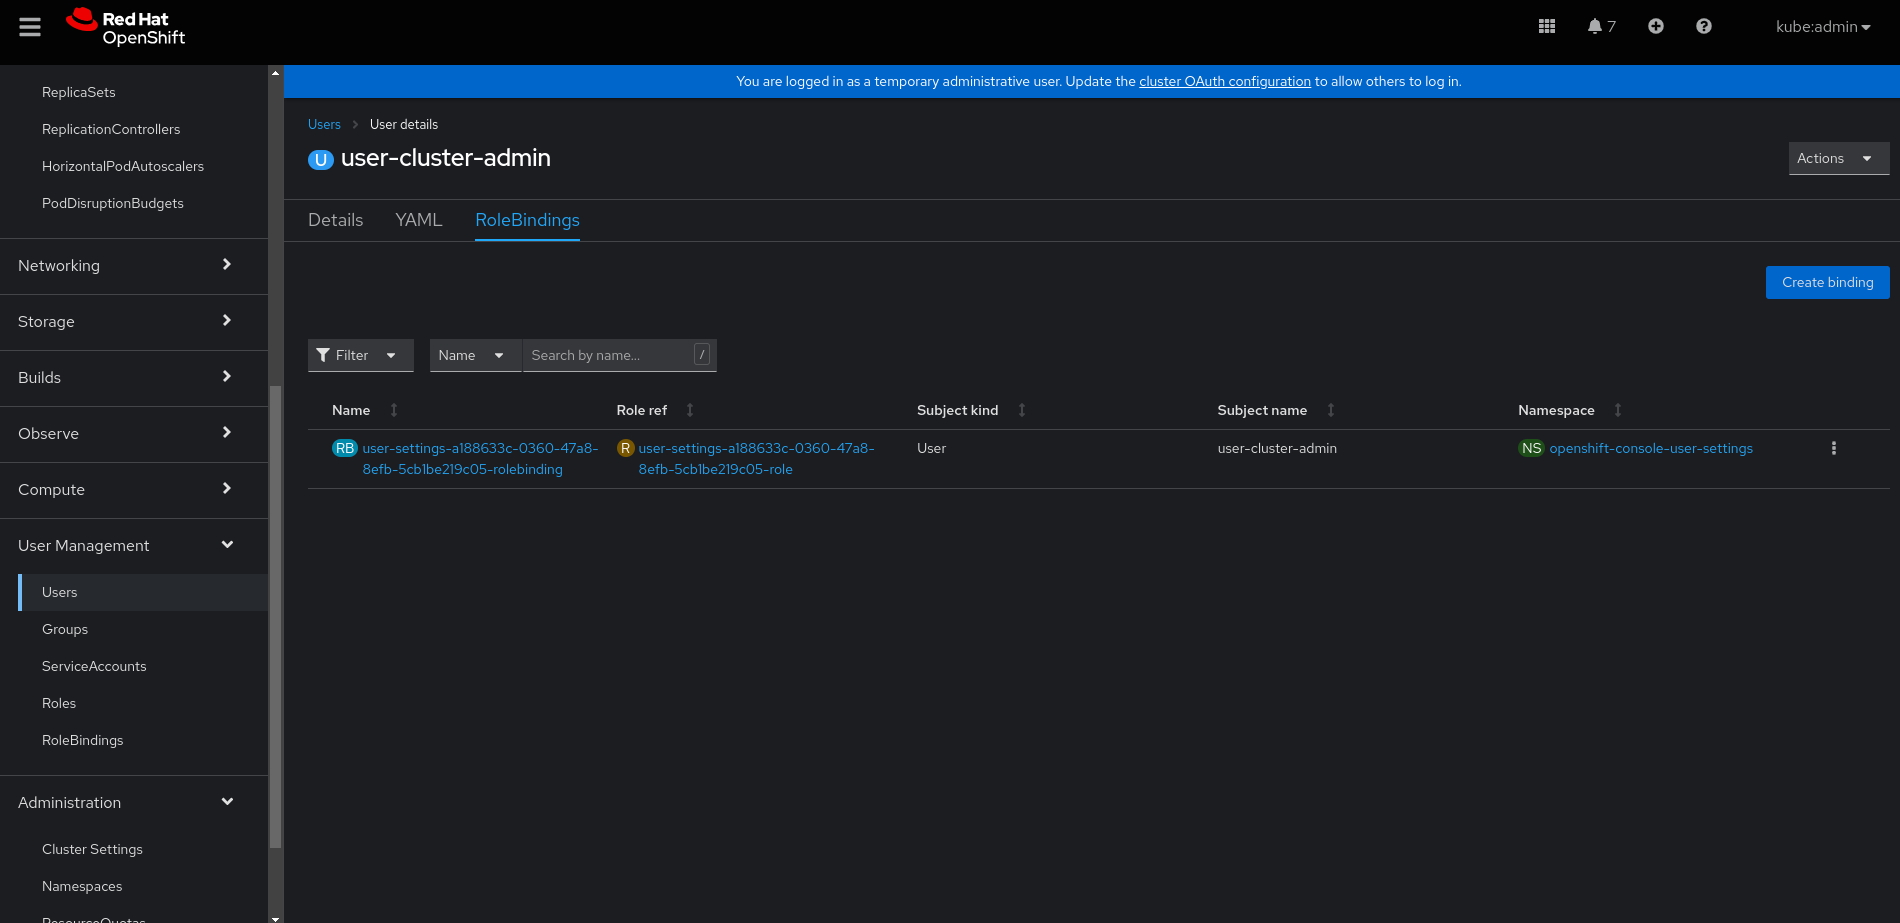 Red Hat
OpenShift
7
kube:admin
You are logged in as a temporary administrative user. Update the cluster OAuth configuration to allow others to log in.
ReplicaSets
ReplicationControllers
HorizontalPodAutoscalers
PodDisruptionBudgets
Networking
Storage
Builds
Observe
Compute
User Management
Users
Groups
ServiceAccounts
Roles
RoleBindings
Administration
Cluster Settings
Namespaces
ResourceQuotas
Users User details
U user-cluster-admin
Actions
Details YAML RoleBindings
Create binding
Filter Name Search by name... /
Name Role ref Subject kind Subject name Namespace
RB user-settings-a188633c-0360-47a8- R user-settings-a188633c-0360-47a8- User user-cluster-admin NS openshift-console-user-settings
8efb-5cb1be219c05-rolebinding 8efb-5cb1be219c05-role